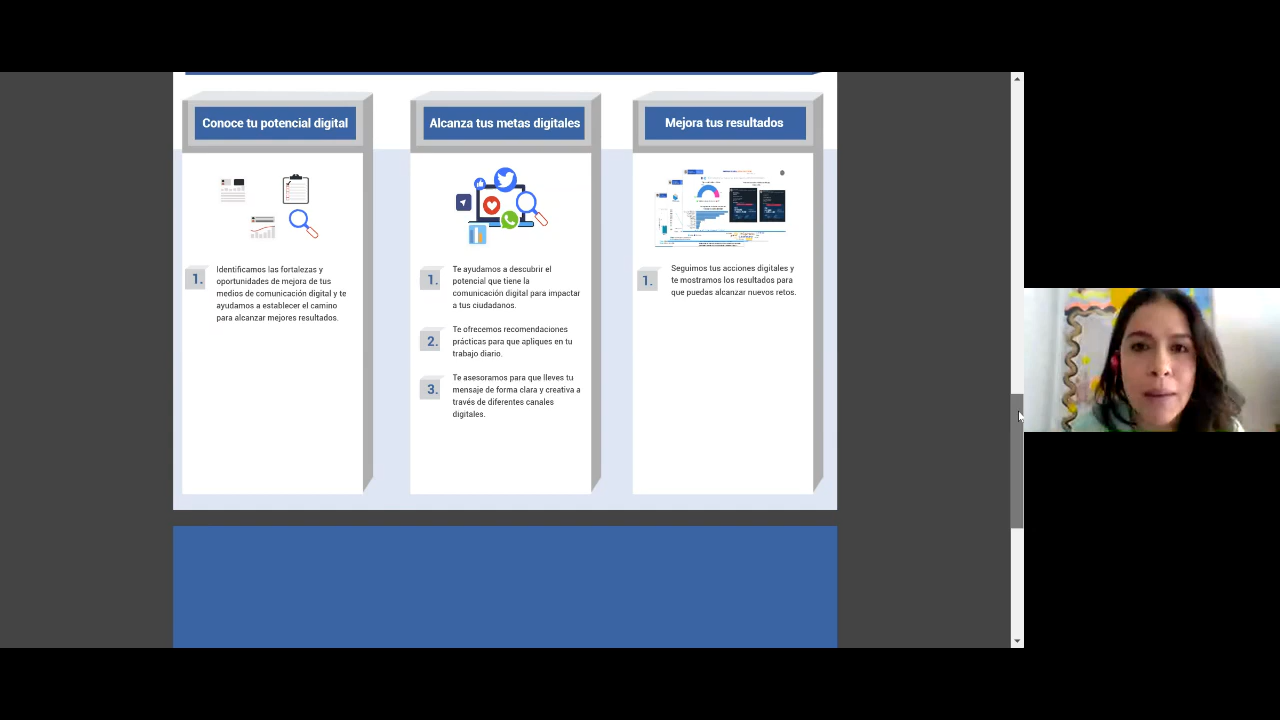 Conoce tu potencial digital
1.
Identificamos las fortalezas y
oportunidades de mejora de tus
medios de comunicación digital y te
ayudamos a establecer el camino
para alcanzar mejores resultados.
Alcanza tus metas digitales
1.
Te ayudamos a descubrir el
potencial que tiene la
comunicación digital para impactar
a tus ciudadanos.
2.
Te ofrecemos recomendaciones
prácticas para que apliques en tu
trabajo diario.
3.
Te asesoramos para que lleves tu
mensaje de forma clara y creativa a
través de diferentes canales
digitales.
Mejora tus resultados
1.
Seguimos tus acciones digitales y
te mostramos los resultados para
que puedas alcanzar nuevos retos.